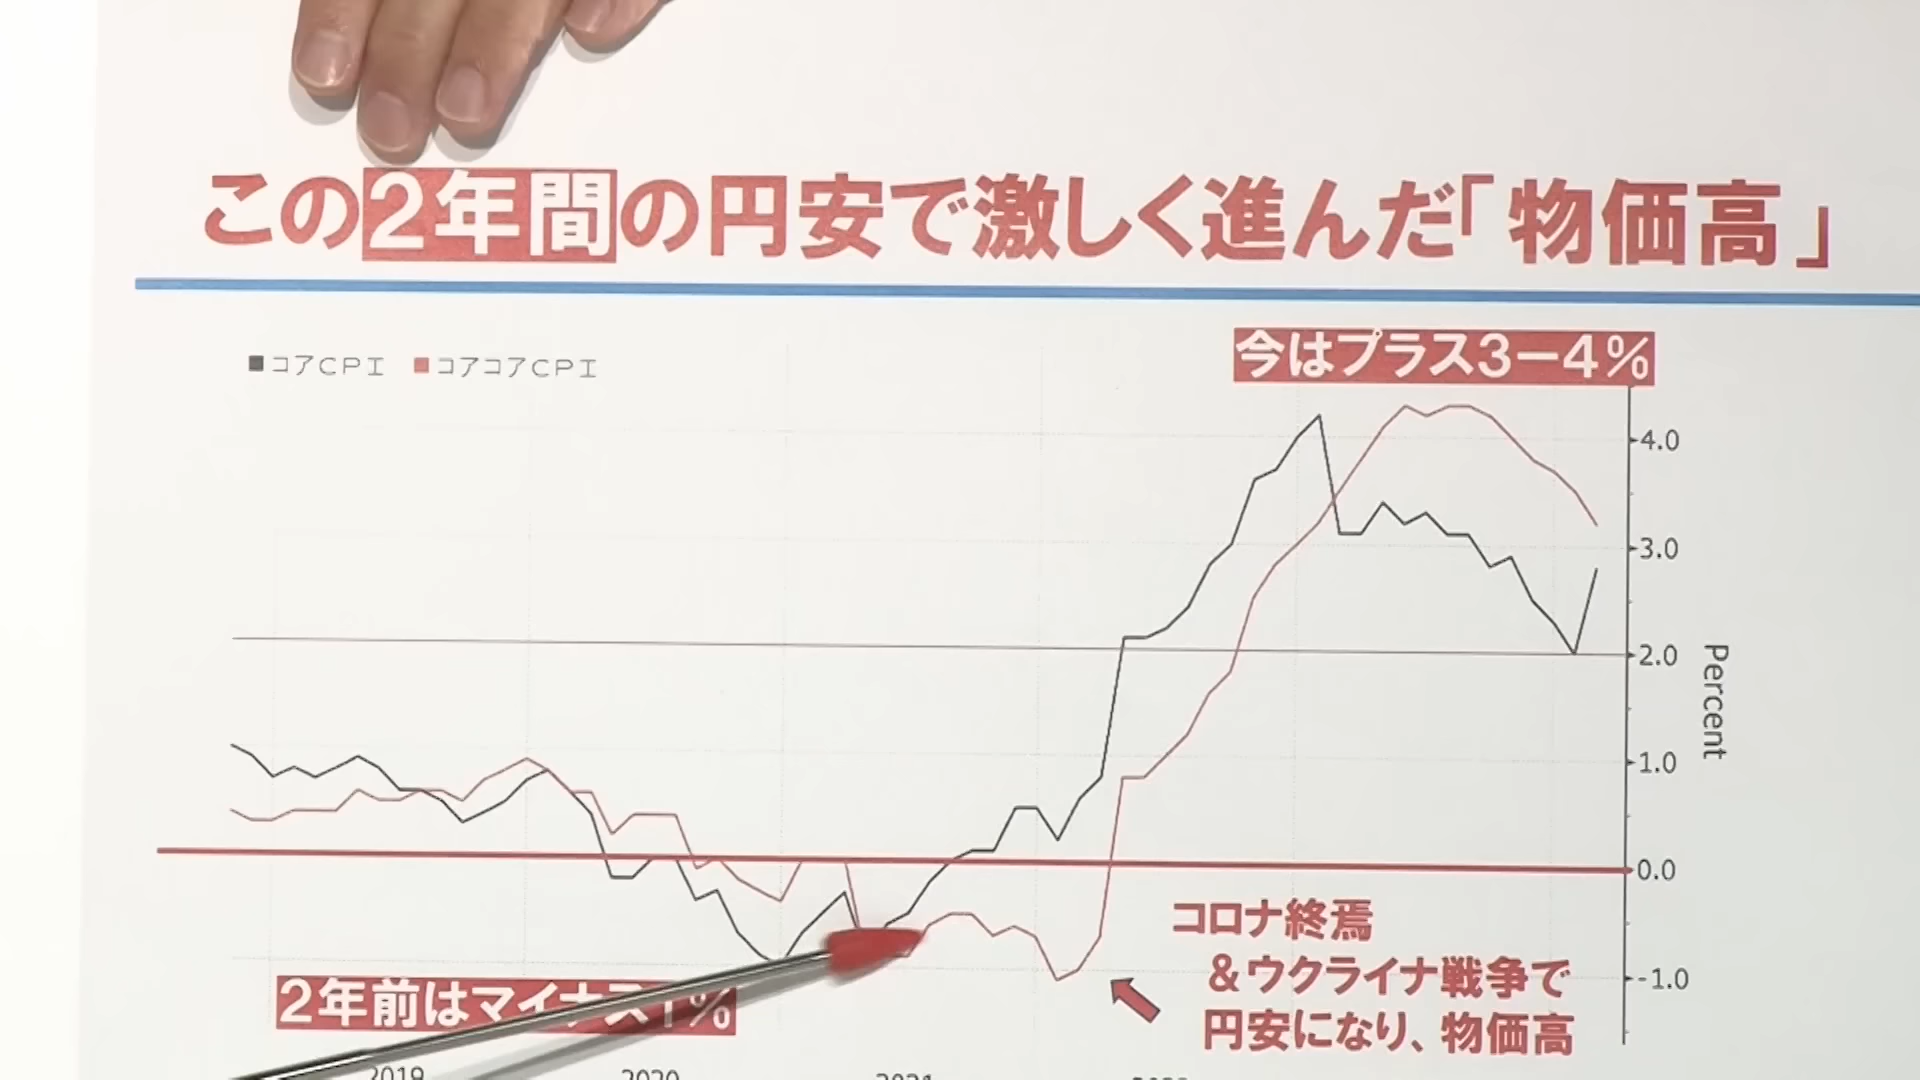 この2年間の円安で激しく進んだ「物価高」
コアCPI コアコアCPI
今はプラス3−4%
4.0
3.0
2.0
1.0
0.0
-1.0
Percent
コロナ終焉
&ウクライナ戦争で
円安になり、物価高
2年前はマイナス1%
2019 2020 2021